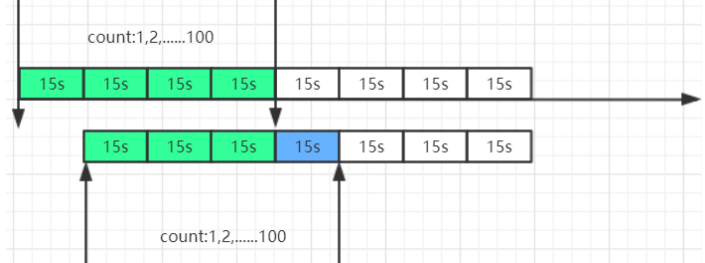 count:1,2,......100
15s 15s 15s 15s 15s 15s 15s 15s
15s 15s 15s 15s 15s 15s 15s
count:1,2,......100